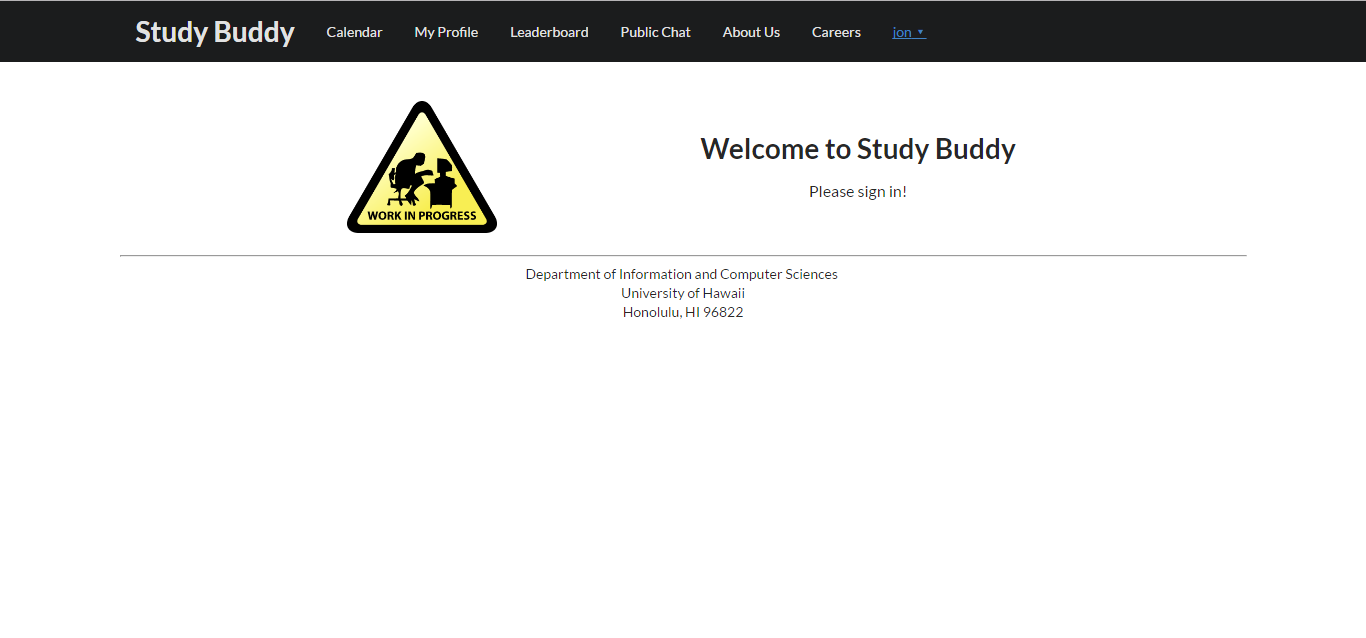 Study Buddy Calendar My Profile Leaderboard Public Chat About Us Careers jon
WORK IN PROGRESS
Welcome to Study Buddy
Please sign in!
Department of Information and Computer Sciences
University of Hawaii
Honolulu, HI 96822